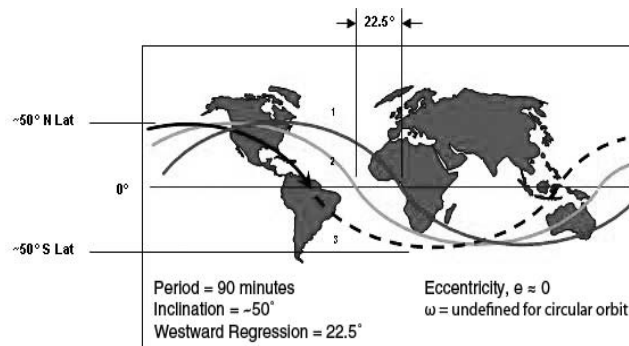 22.5°
~50° N Lat
1
2
0°
~50° S Lat
3
Period = 90 minutes
Inclination = ~50°
Westward Regression = 22.5°
Eccentricity, e ≈ 0
ω = undefined for circular orbit